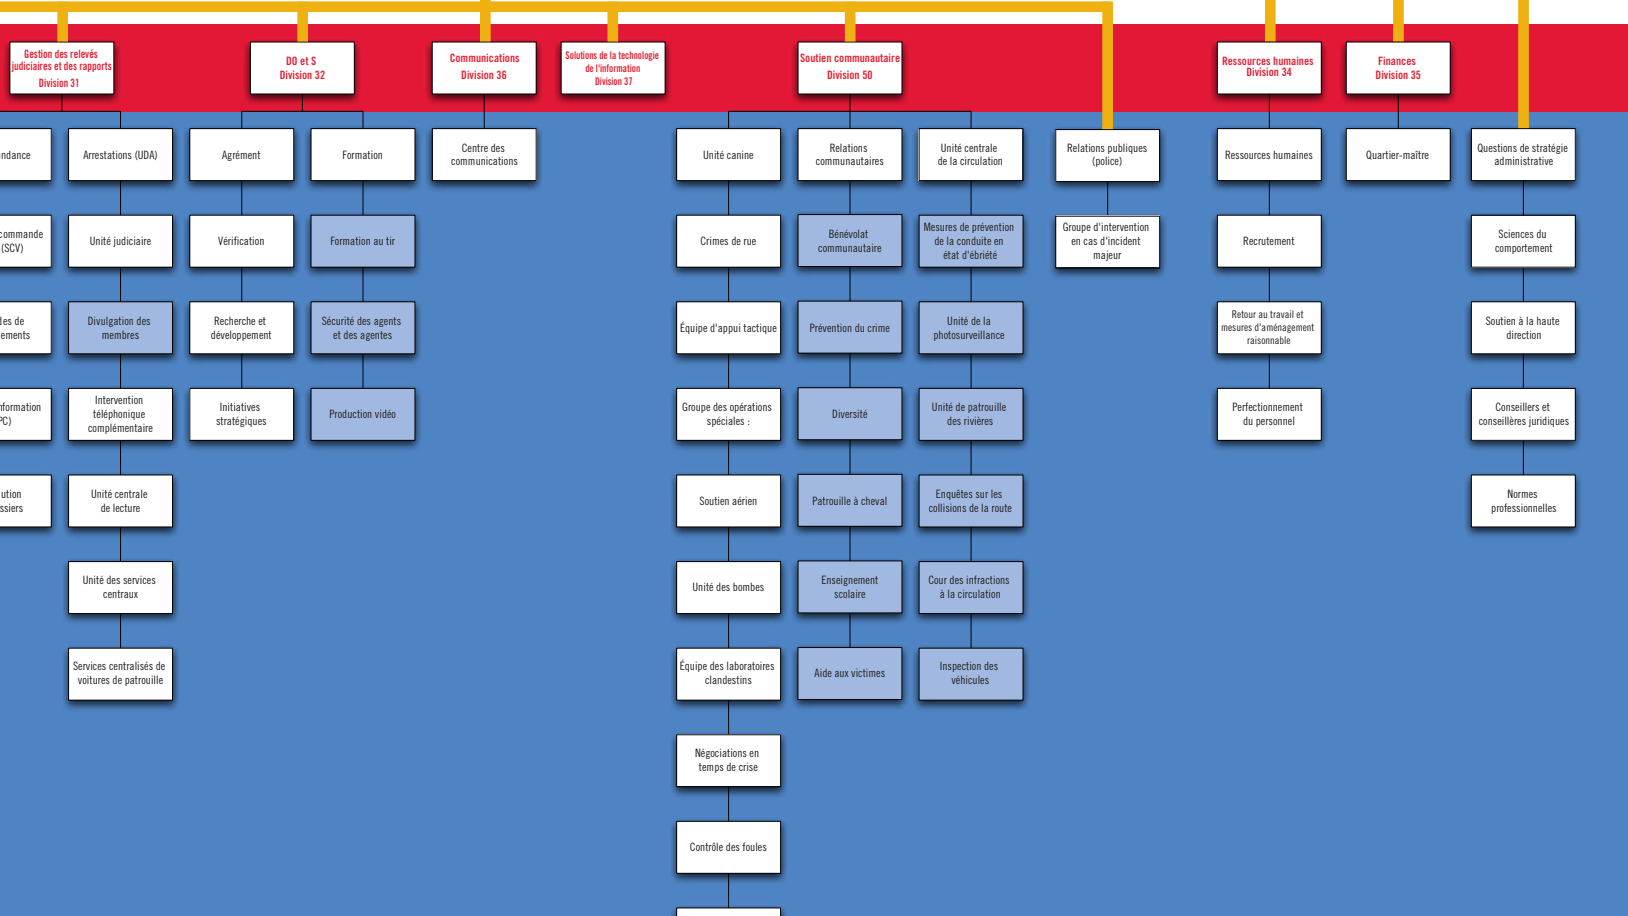 Gestion des relevés
judiciaires et des rapports
Division 31
DO et S
Division 32
Communications
Division 36
Solutions de la technologie
de l'information
Division 37
Soutien communautaire
Division 50
Ressources humaines
Division 34
Finances
Division 35
Arrestations (UDA)
Agrément
Formation
Centre des
communications
Unité canine
Relations
communautaires
Unité centrale
de la circulation
Relations publiques
(police)
Ressources humaines
Quartier-maître
Questions de stratégie
administrative
commande
(SCV)
Unité judiciaire
Vérification
Formation au tir
Crimes de rue
Bénévolat
communautaire
Mesures de prévention
de la conduite en
état d'ébriété
Groupe d'intervention
en cas d'incident
majeur
Recrutement
Sciences du
comportement
de
Divulgation des
membres
Recherche et
développement
Sécurité des agents
et des agentes
Équipe d'appui tactique
Prévention du crime
Unité de la
photosurveillance
Retour au travail et
mesures d'aménagement
raisonnable
Soutien à la haute
direction
Intervention
téléphonique
complémentaire
Initiatives
stratégiques
Production vidéo
Groupe des opérations
spéciales :
Diversité
Unité de patrouille
des rivières
Perfectionnement
du personnel
Conseillers et
conseillères juridiques
Unité centrale
de lecture
Soutien aérien
Patrouille à cheval
Enquêtes sur les
collisions de la route
Normes
professionnelles
Unité des services
centraux
Unité des bombes
Enseignement
scolaire
Cour des infractions
à la circulation
Services centralisés de
voitures de patrouille
Équipe des laboratoires
clandestins
Aide aux victimes
Inspection des
véhicules
Négociations en
temps de crise
Contrôle des foules